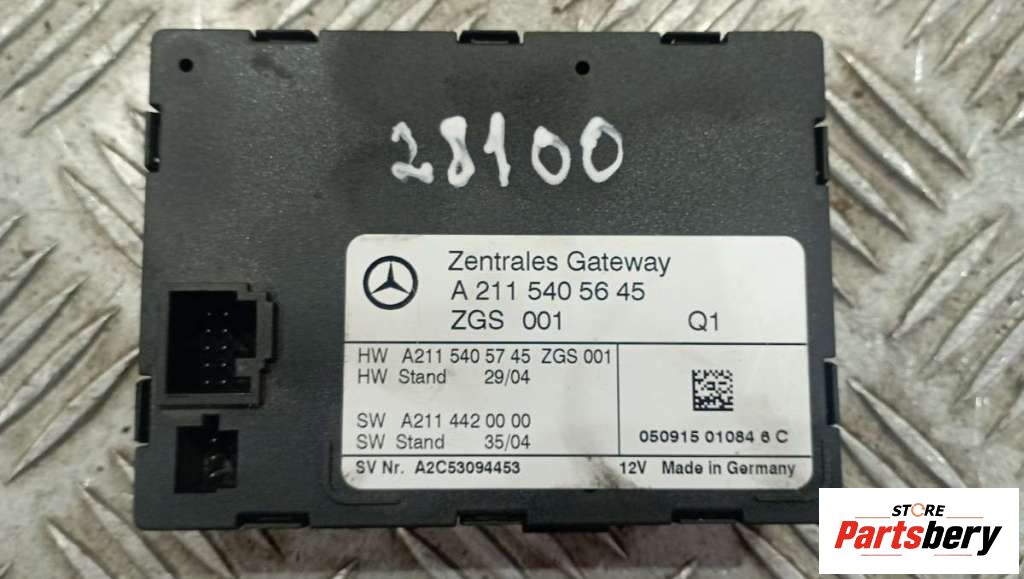 28100
Zentrales Gateway
A 211 540 56 45
ZGS 001 Q1
HW A211 540 57 45 ZGS 001
HW Stand 29/04
SW A211 442 00 00
SW Stand 35/04
050915 01084 6 C
SV Nr. A2C53094453 12V Made in Germany
STORE
Partsbery